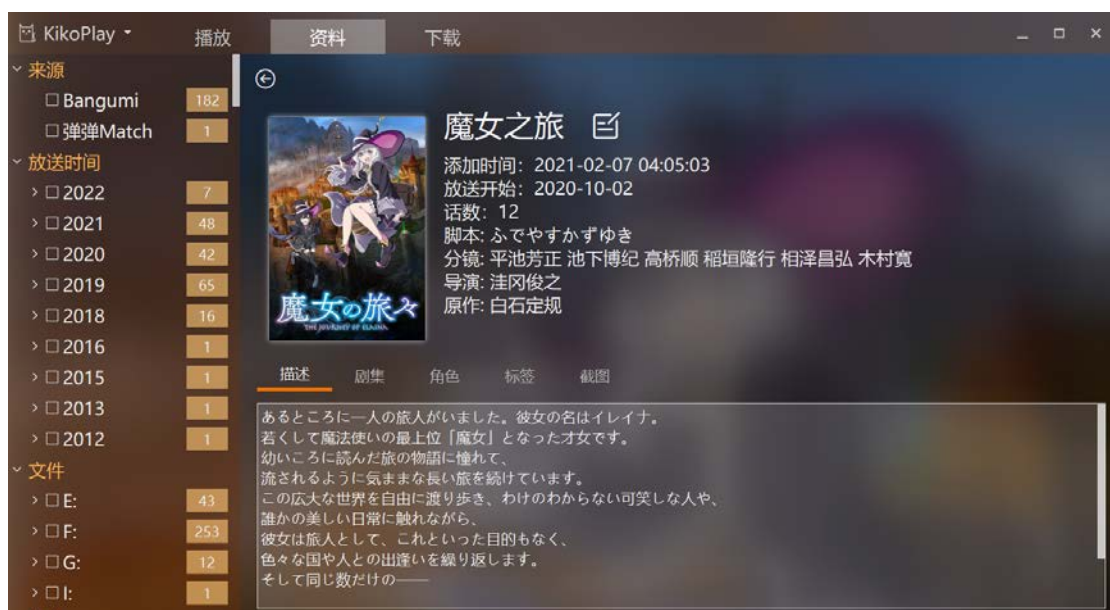 KikoPlay
播放
资料
下载
来源
Bangumi 182
弹弹Match 1
放送时间
2022 7
2021 48
2020 42
2019 65
2018 16
2016 1
2015 1
2013 1
2012 1
文件
E: 43
F: 253
G: 12
I: 1
魔女の旅々
THE JOURNEY OF ELAINA
魔女之旅
添加时间：2021-02-07 04:05:03
放送开始：2020-10-02
话数：12
脚本: ふでやすかずゆき
分镜: 平池芳正 池下博纪 高桥顺 稻垣隆行 相泽昌弘 木村寛
导演: 洼冈俊之
原作: 白石定规
描述
剧集
角色
标签
截图
あるところに一人の旅人がいました。彼女の名はイレイナ。
若くして魔法使いの最上位「魔女」となった才女です。
幼いころに読んだ旅の物語に憧れて、
流されるように気ままな長い旅を続けています。
この広大な世界を自由に渡り歩き、わけのわからない可笑しな人や、
誰かの美しい日常に触れながら、
彼女は旅人として、これといった目的もなく、
色々な国や人との出逢いを繰り返します。
そして同じ数だけの――